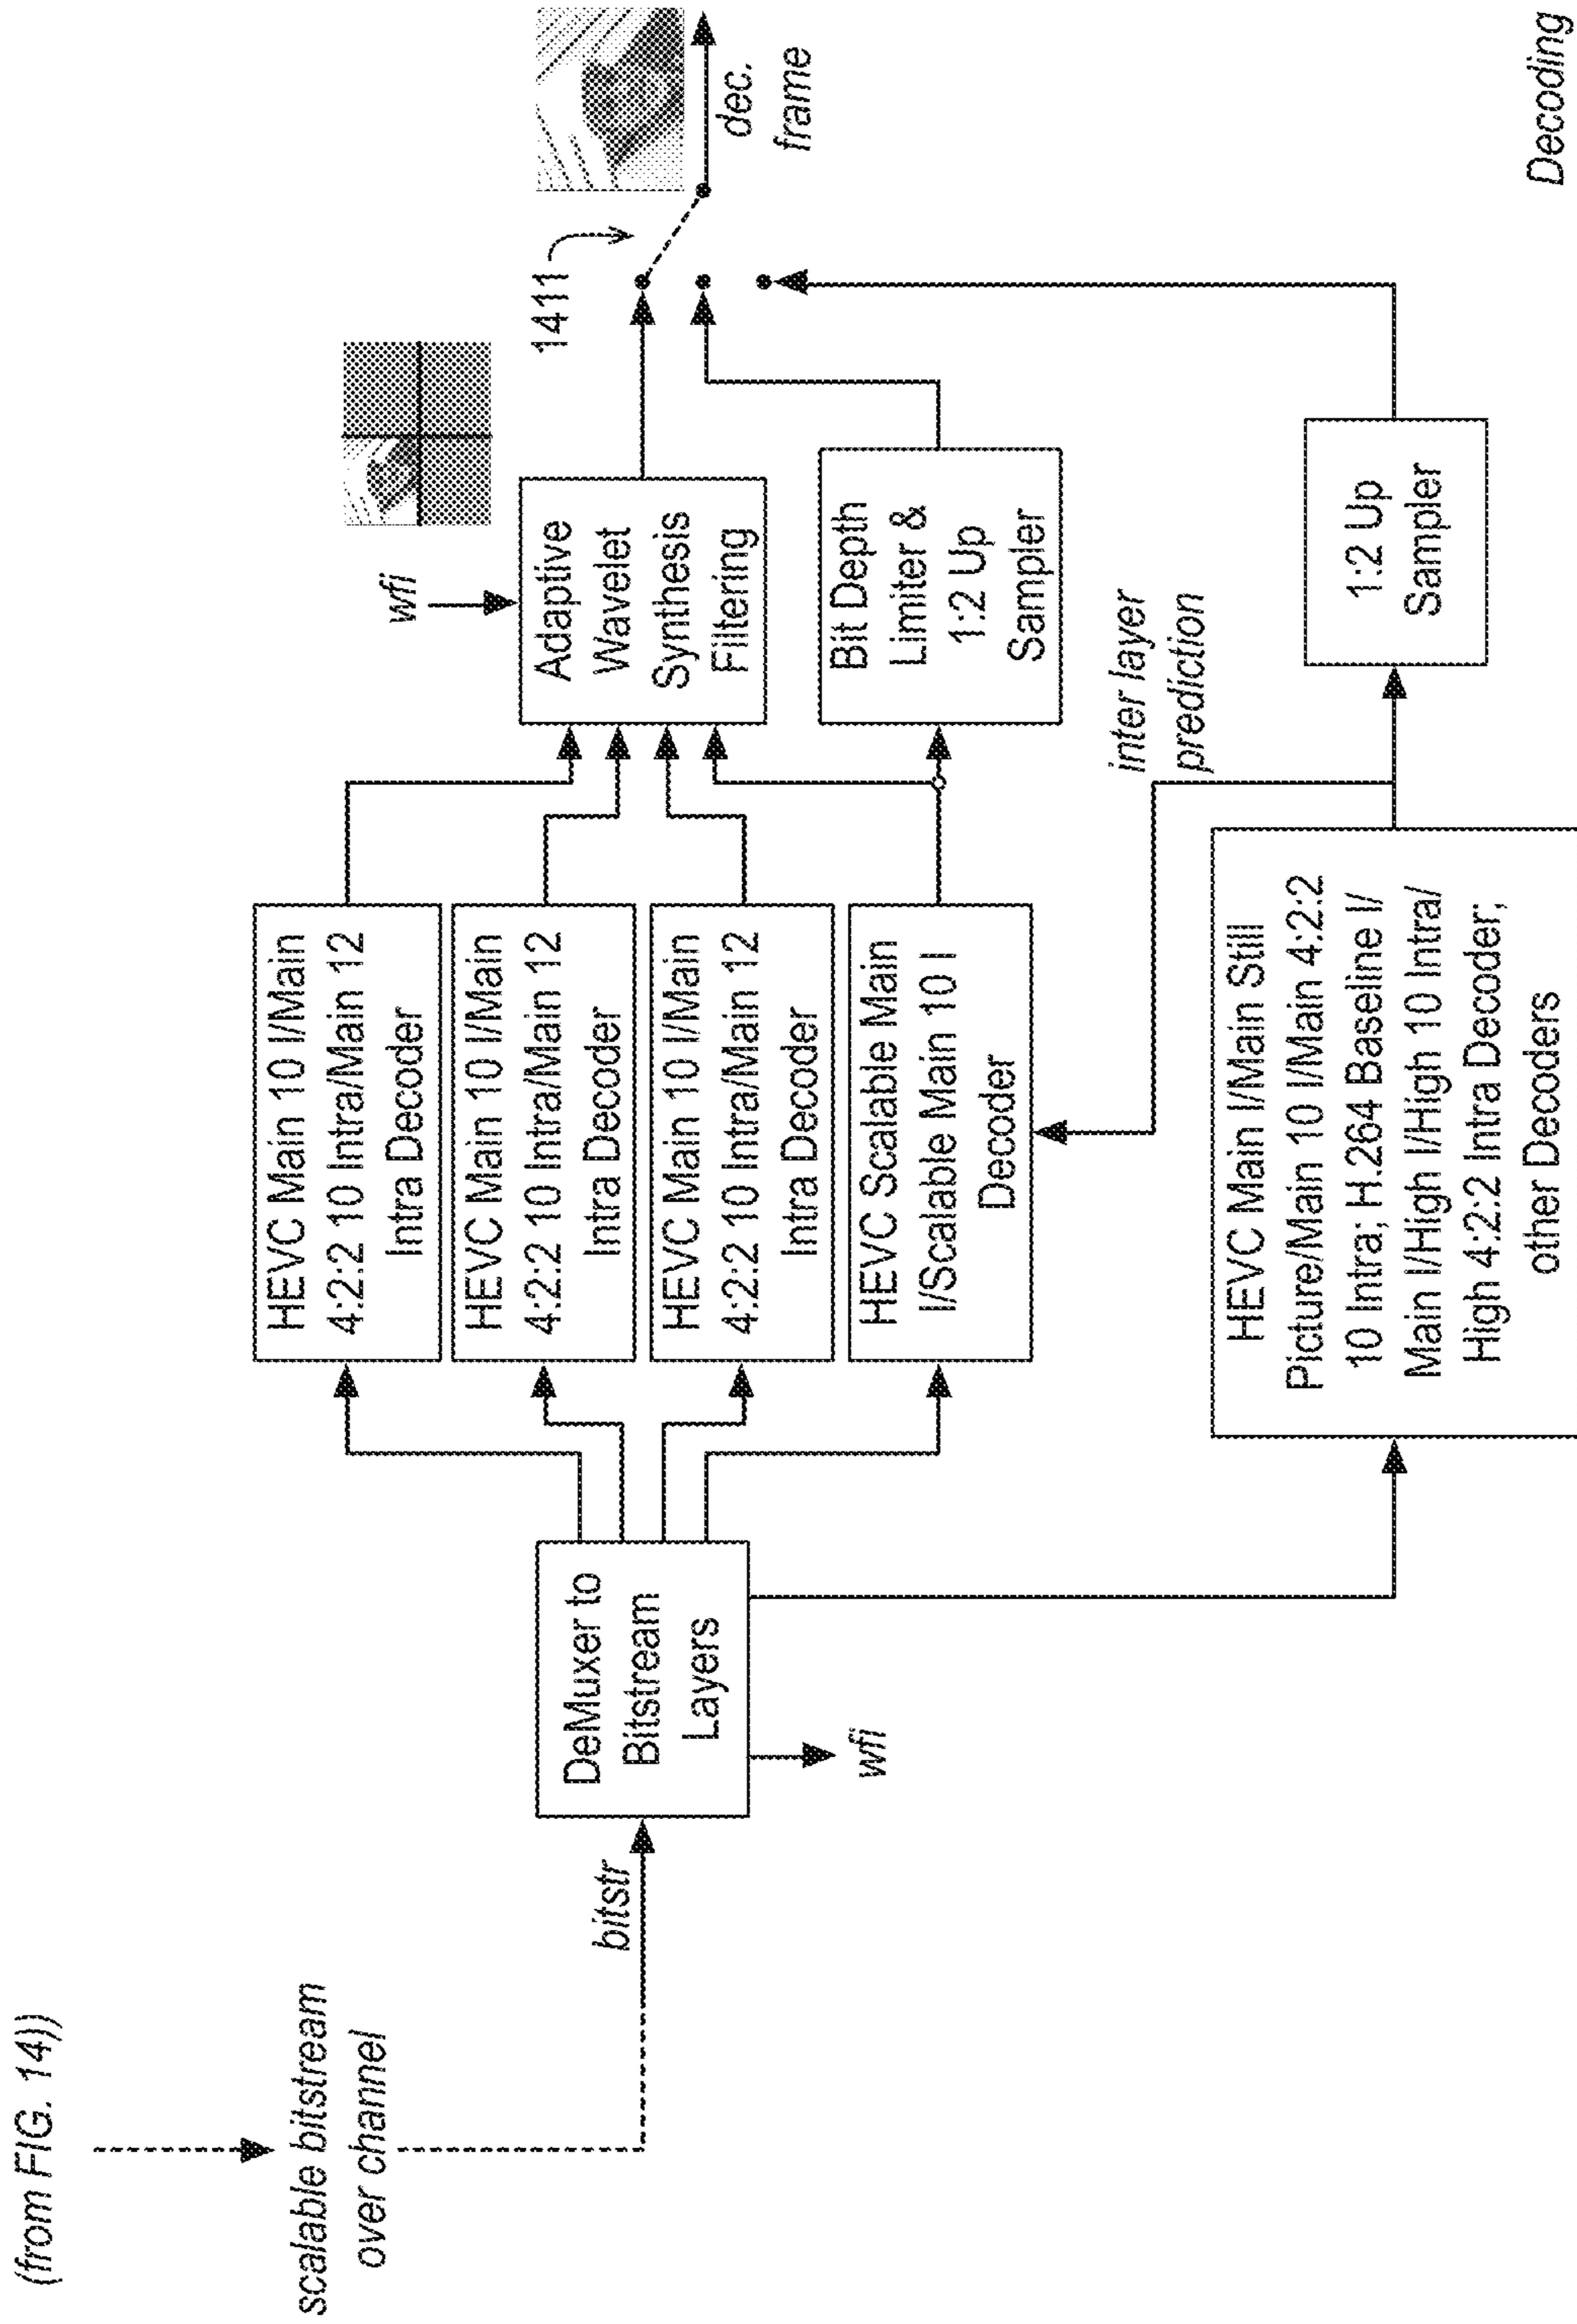 (from FIG. 14))
scalable bitstream
over channel
bitstr
DeMuxer to
Bitstream
Layers
wfi
HEVC Main 10 I/Main
4:2:2 10 Intra/Main 12
Intra Decoder
HEVC Main 10 I/Main
4:2:2 10 Intra/Main 12
Intra Decoder
HEVC Main 10 I/Main
4:2:2 10 Intra/Main 12
Intra Decoder
HEVC Scalable Main
I/Scalable Main 10 I
Decoder
HEVC Main I/Main Still
Picture/Main 10 I/Main 4:2:2
10 Intra; H.264 Baseline I/
Main I/High I/High 10 Intra/
High 4:2:2 Intra Decoder;
other Decoders
inter layer
prediction
wfi
Adaptive
Wavelet
Synthesis
Filtering
Bit Depth
Limiter &
1:2 Up
Sampler
1:2 Up
Sampler
1411
dec.
frame
Decoding